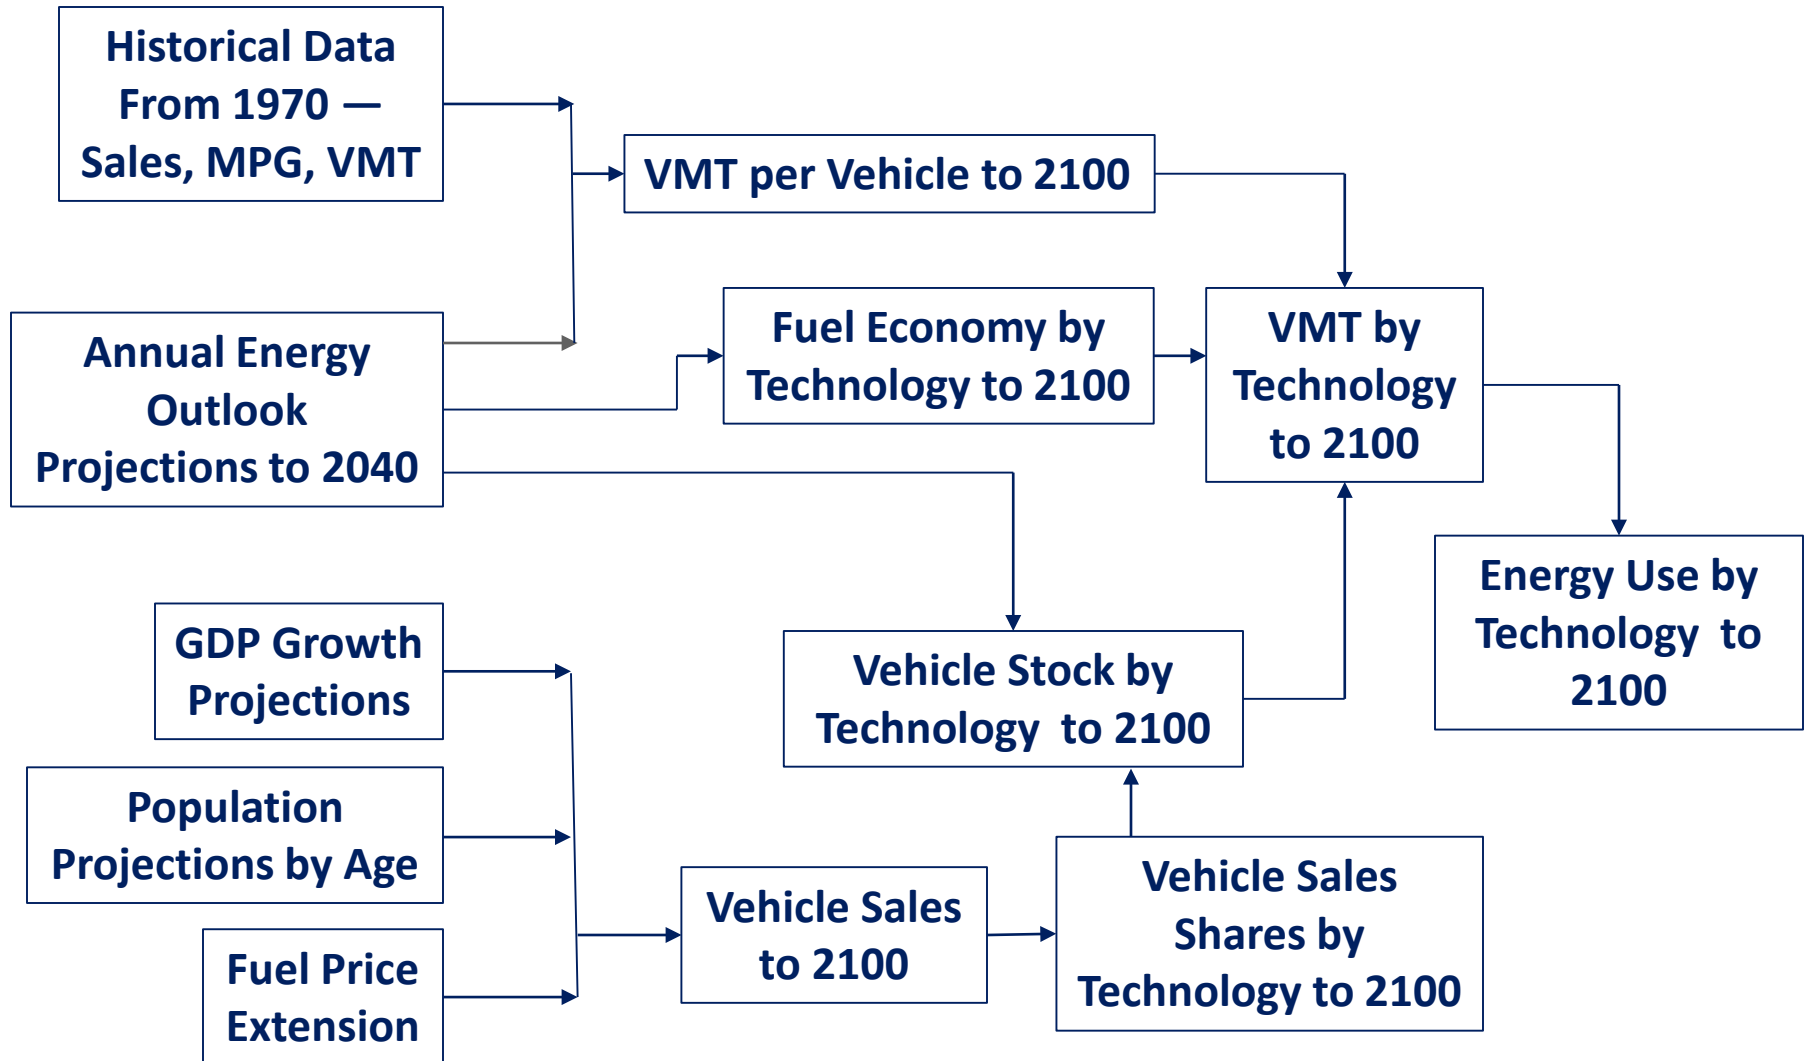 Historical Data
From 1970 —
Sales, MPG, VMT
VMT per Vehicle to 2100
Annual Energy
Outlook
Projections to 2040
Fuel Economy by
Technology to 2100
VMT by
Technology
to 2100
Energy Use by
Technology  to
2100
GDP Growth
Projections
Vehicle Stock by
Technology  to 2100
Population
Projections by Age
Vehicle Sales
to 2100
Vehicle Sales
Shares by
Technology to 2100
Fuel Price
Extension